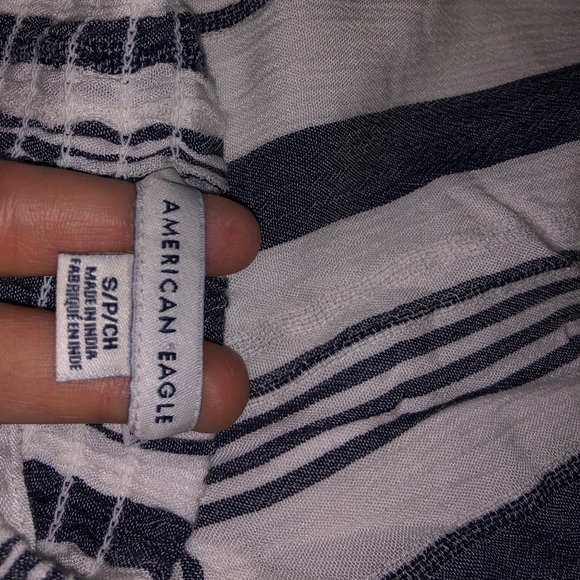 AMERICAN EAGLE
S/P/CH
MADE IN INDIA
FABRIQUÉ EN INDE